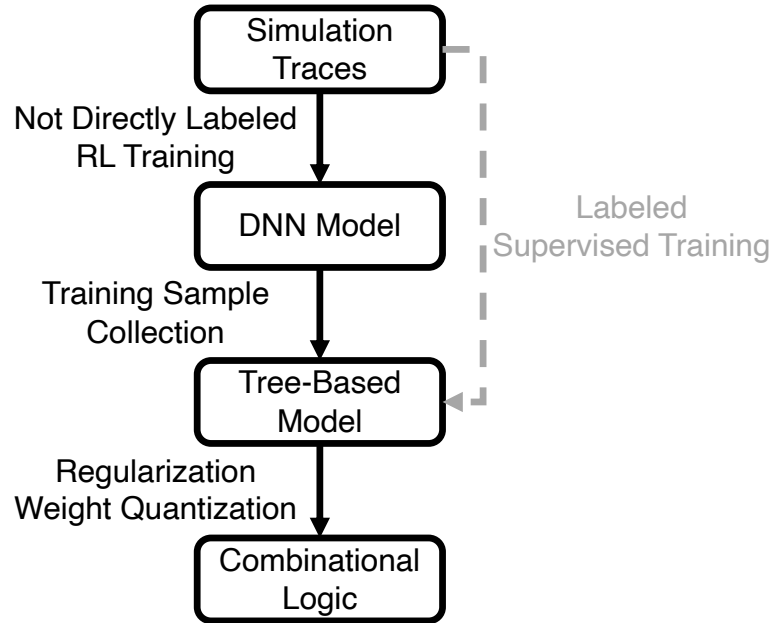 Simulation
Traces
Not Directly Labeled
RL Training
DNN Model
Labeled
Supervised Training
Training Sample
Collection
Tree-Based
Model
Regularization
Weight Quantization
Combinational
Logic